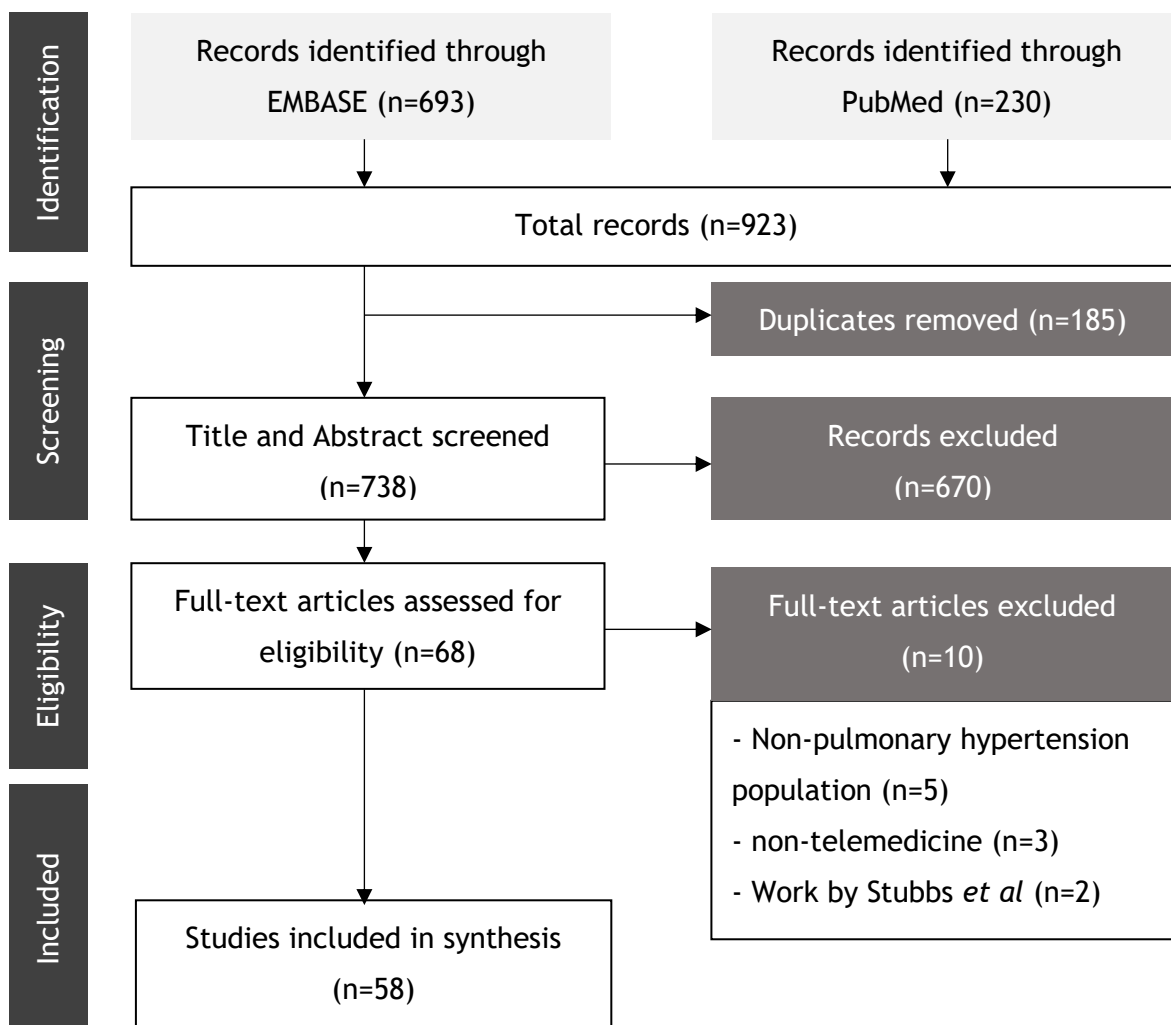 Identification
Records identified through
EMBASE (n=693)
Records identified through
PubMed (n=230)
Total records (n=923)
Screening
Duplicates removed (n=185)
Title and Abstract screened
(n=738)
Records excluded
(n=670)
Eligibility
Full-text articles assessed for
eligibility (n=68)
Full-text articles excluded
(n=10)
- Non-pulmonary hypertension
population (n=5)
- non-telemedicine (n=3)
- Work by Stubbs et al (n=2)
Included
Studies included in synthesis
(n=58)